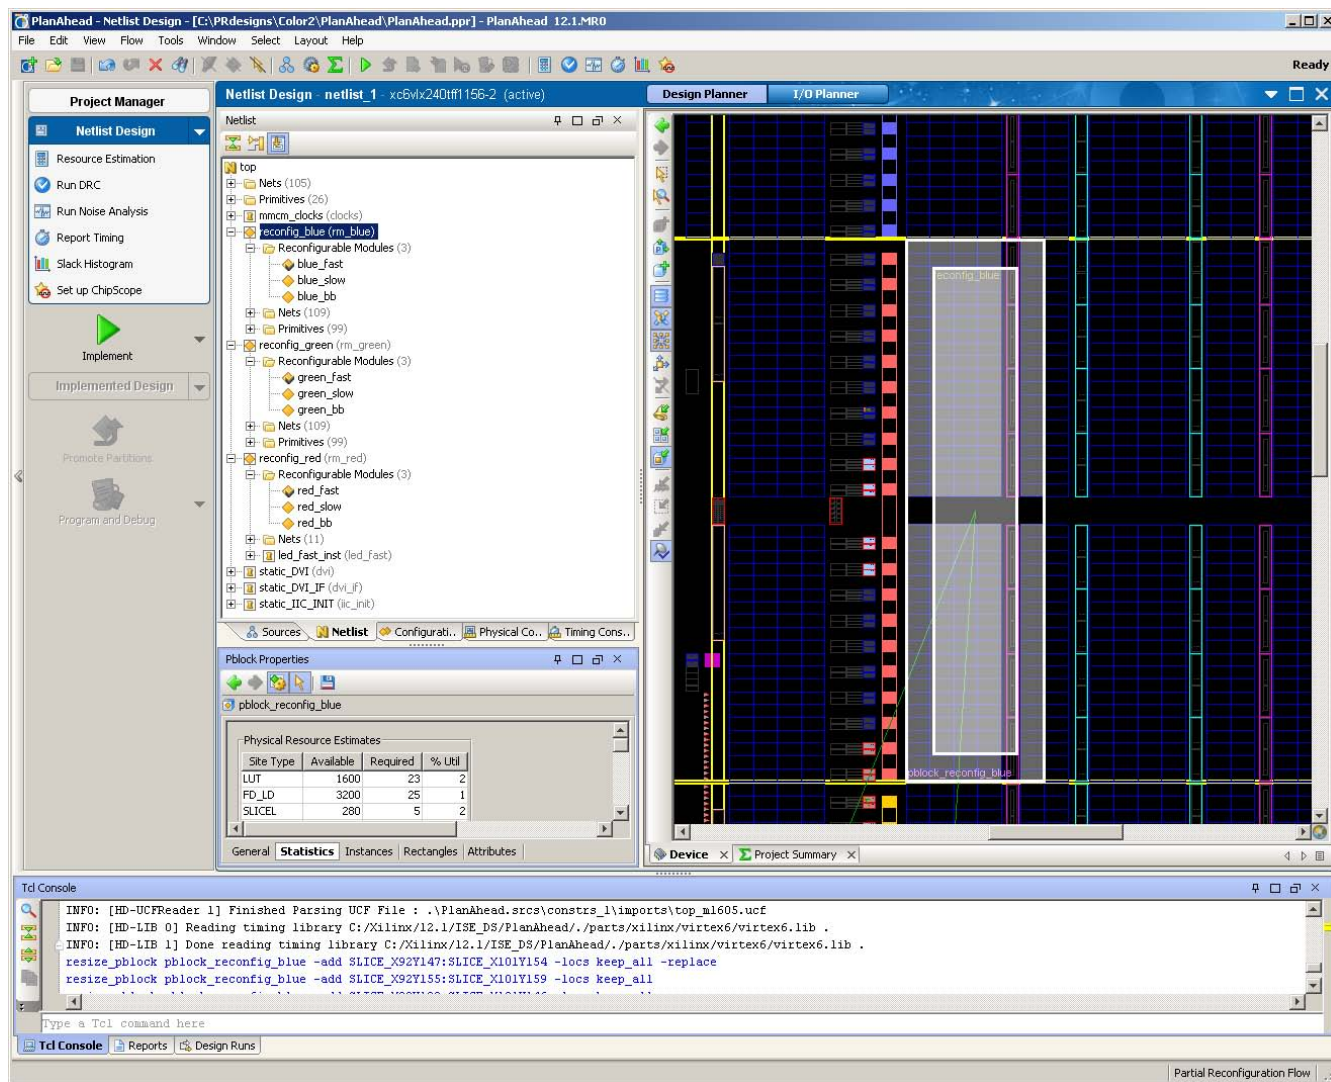 PlanAhead - Netlist Design - [C:\PRdesigns\Color2\PlanAhead\PlanAhead.ppr] - PlanAhead 12.1.MR0
File Edit View Flow Tools Window Select Layout Help
Ready
Project Manager
Netlist Design
Resource Estimation
Run DRC
Run Noise Analysis
Report Timing
Slack Histogram
Set up ChipScope
Implement
Implemented Design
Promote Partitions
Program and Debug
Netlist Design - netlist_1 - xc6vlx240tff1156-2 (active)
Netlist
top
Nets (105)
Primitives (26)
mmcm_clocks (clocks)
reconfig_blue (rm_blue)
Reconfigurable Modules (3)
blue_fast
blue_slow
blue_bb
Nets (109)
Primitives (99)
reconfig_green (rm_green)
Reconfigurable Modules (3)
green_fast
green_slow
green_bb
Nets (109)
Primitives (99)
reconfig_red (rm_red)
Reconfigurable Modules (3)
red_fast
red_slow
red_bb
Nets (11)
led_fast_inst (led_fast)
static_DVI (dvi)
static_DVI_IF (dvi_if)
static_IIC_INIT (iic_init)
Sources Netlist Configurati.. Physical Co.. Timing Cons..
Pblock Properties
pblock_reconfig_blue
Physical Resource Estimates
Site Type Available Required % Util
LUT 1600 23 2
FD_LD 3200 25 1
SLICEL 280 5 2
General Statistics Instances Rectangles Attributes
Design Planner I/O Planner
reconfig_blue
pblock_reconfig_blue
Device Project Summary
Tcl Console
INFO: [HD-UCFReader 1] Finished Parsing UCF File : .\PlanAhead.srcs\constrs_1\imports\top_ml605.ucf
INFO: [HD-LIB 0] Reading timing library C:/Xilinx/12.1/ISE_DS/PlanAhead/./parts/xilinx/virtex6/virtex6.lib .
INFO: [HD-LIB 1] Done reading timing library C:/Xilinx/12.1/ISE_DS/PlanAhead/./parts/xilinx/virtex6/virtex6.lib .
resize_pblock pblock_reconfig_blue -add SLICE_X92Y147:SLICE_X101Y154 -locs keep_all -replace
resize_pblock pblock_reconfig_blue -add SLICE_X92Y155:SLICE_X101Y159 -locs keep_all
Type a Tcl command here
Tcl Console Reports Design Runs
Partial Reconfiguration Flow